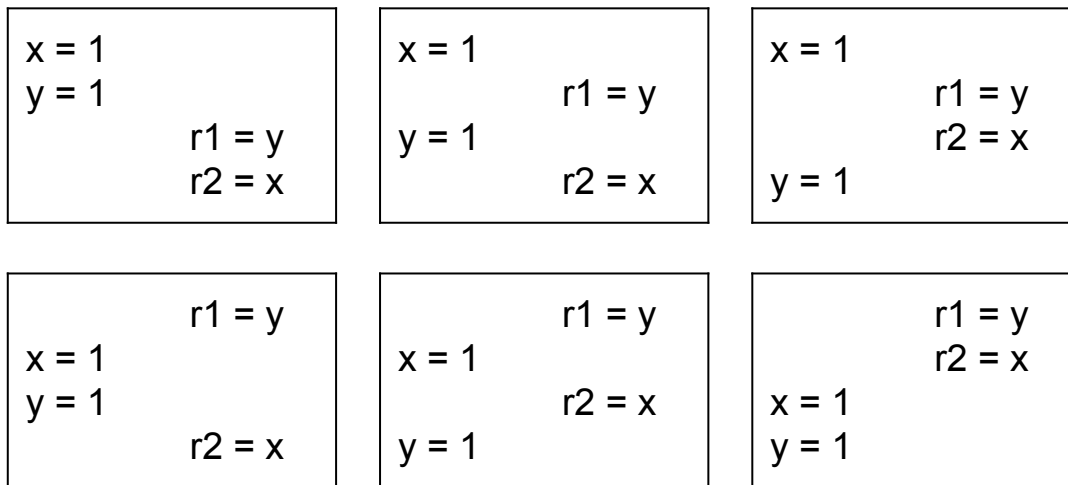 x = 1
y = 1
r1 = y
r2 = x
x = 1
r1 = y
y = 1
r2 = x
x = 1
r1 = y
r2 = x
y = 1
r1 = y
x = 1
y = 1
r2 = x
r1 = y
x = 1
r2 = x
y = 1
r1 = y
r2 = x
x = 1
y = 1